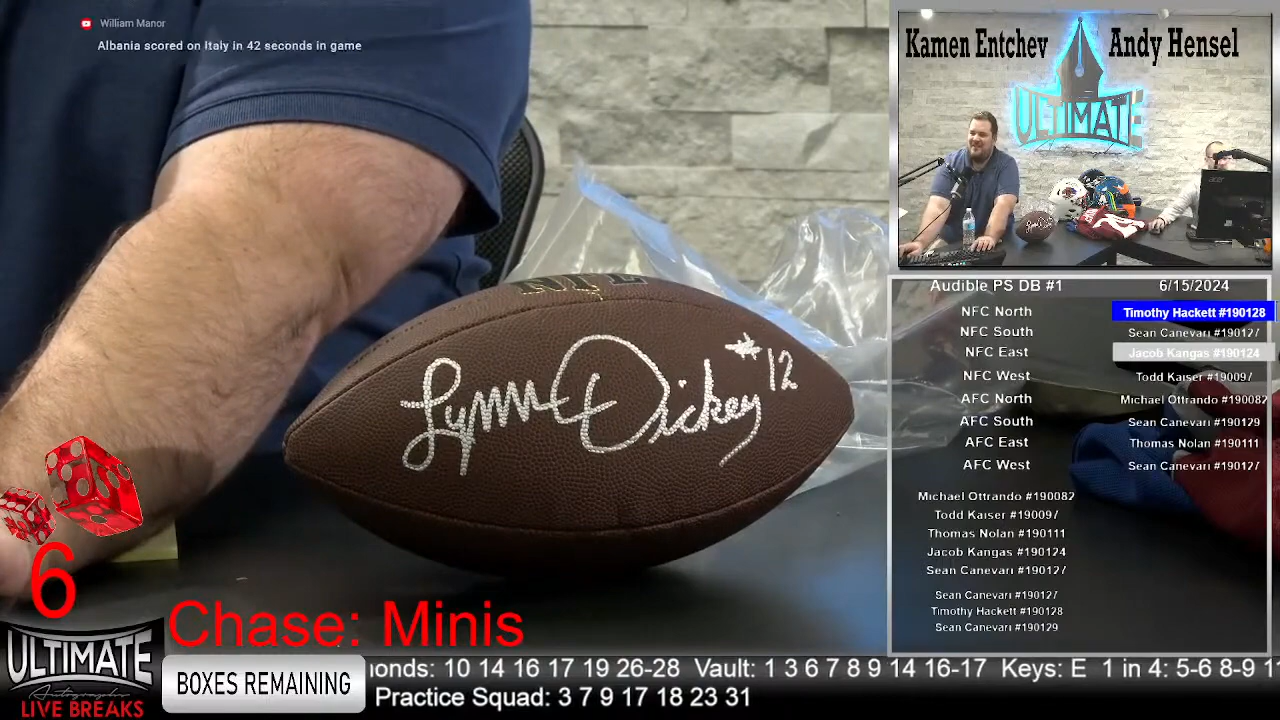 William Manor
Albania scored on Italy in 42 seconds in game
Kamen Entchev
Andy Hensel
ULTIMATE
acer
NFL
Lynn Dickey #12
Audible PS DB #1 6/15/2024
NFC North Timothy Hackett #190128
NFC South Sean Canevari #190127
NFC East Jacob Kangas #190124
NFC West Todd Kaiser #190097
AFC North Michael Ottrando #190082
AFC South Sean Canevari #190129
AFC East Thomas Nolan #190111
AFC West Sean Canevari #190127
Michael Ottrando #190082
Todd Kaiser #190097
Thomas Nolan #190111
Jacob Kangas #190124
Sean Canevari #190127
Sean Canevari #190127
Timothy Hackett #190128
Sean Canevari #190129
6
Chase: Minis
ULTIMATE
Autographs
LIVE BREAKS
BOXES REMAINING
onds: 10 14 16 17 19 26-28 Vault: 1 3 6 7 8 9 14 16-17 Keys: E 1 in 4: 5-6 8-9 1
Practice Squad: 3 7 9 17 18 23 31